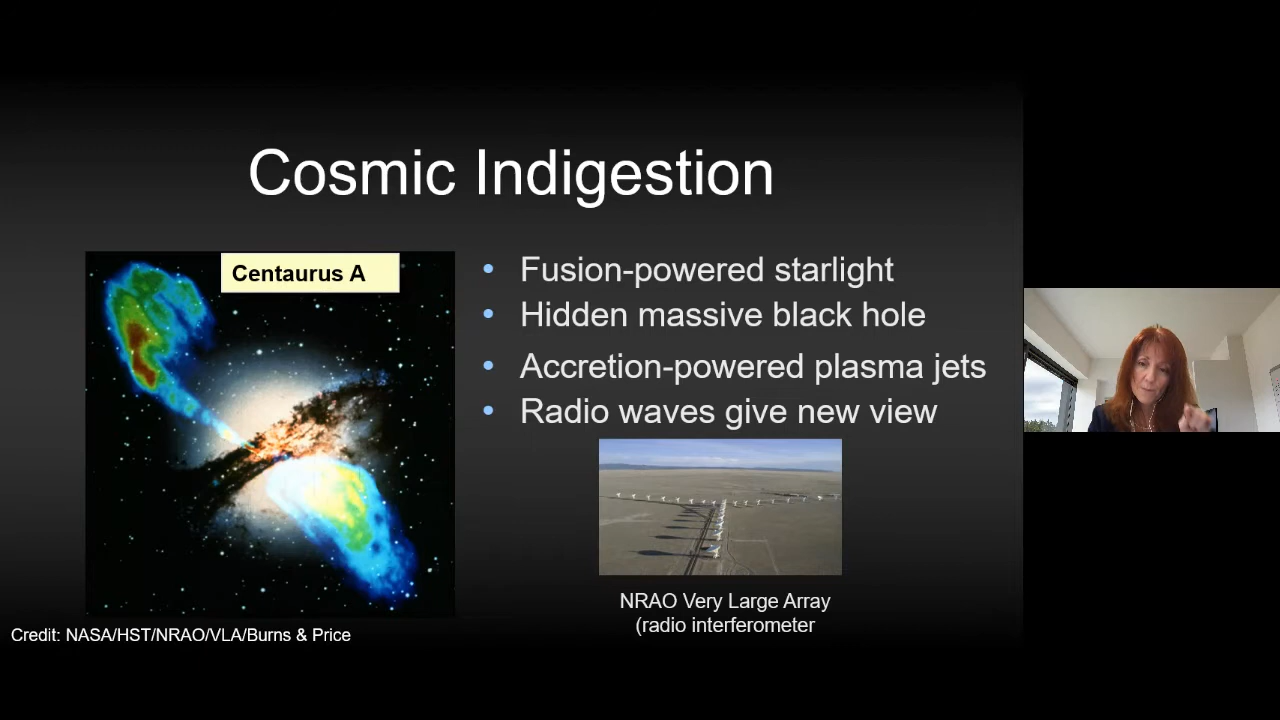 Cosmic Indigestion
Centaurus A
• Fusion-powered starlight
• Hidden massive black hole
• Accretion-powered plasma jets
• Radio waves give new view
NRAO Very Large Array
(radio interferometer
Credit: NASA/HST/NRAO/VLA/Burns & Price